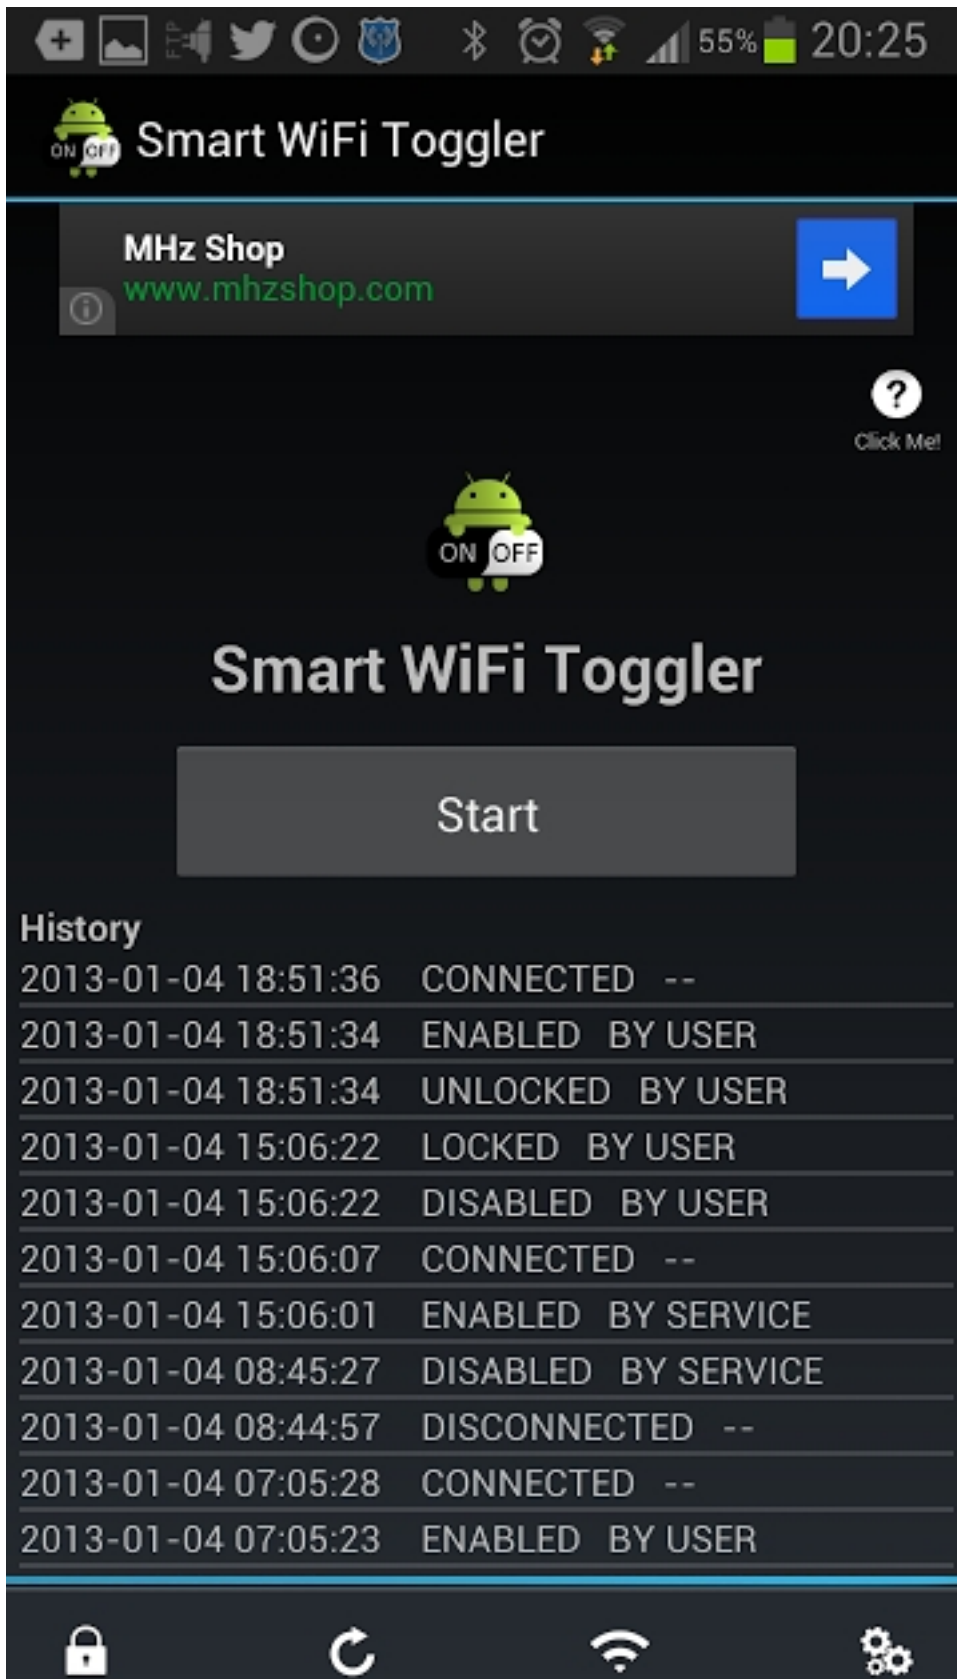 FTP 55% 20:25
ON OFF Smart WiFi Toggler
MHz Shop
www.mhzshop.com
?
Click Me!
ON OFF
Smart WiFi Toggler
Start
History
2013-01-04 18:51:36 CONNECTED --
2013-01-04 18:51:34 ENABLED BY USER
2013-01-04 18:51:34 UNLOCKED BY USER
2013-01-04 15:06:22 LOCKED BY USER
2013-01-04 15:06:22 DISABLED BY USER
2013-01-04 15:06:07 CONNECTED --
2013-01-04 15:06:01 ENABLED BY SERVICE
2013-01-04 08:45:27 DISABLED BY SERVICE
2013-01-04 08:44:57 DISCONNECTED --
2013-01-04 07:05:28 CONNECTED --
2013-01-04 07:05:23 ENABLED BY USER